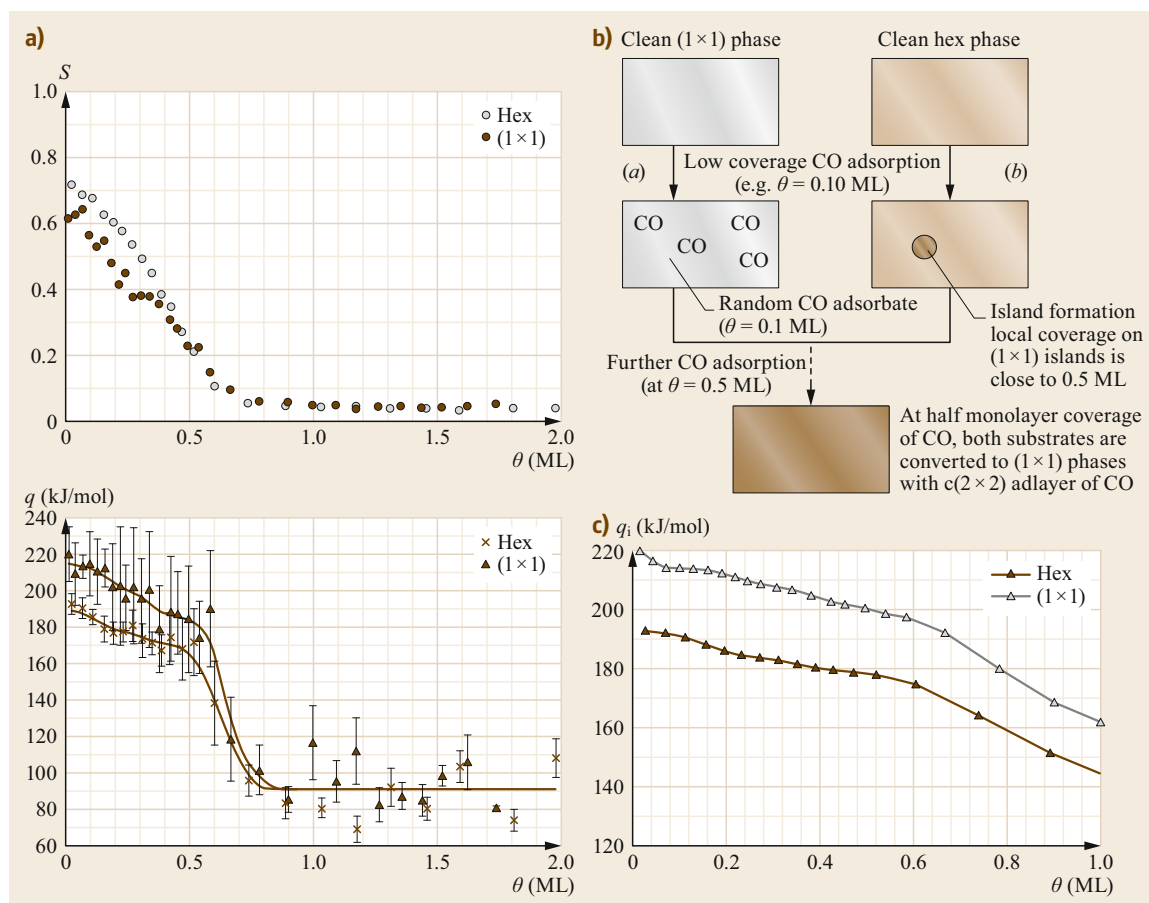 a)
S
1.0
0.8
0.6
0.4
0.2
0
0 0.5 1.0 1.5 2.0
θ (ML)
Hex
(1×1)
q (kJ/mol)
240
220
200
180
160
140
120
100
80
60
0 0.5 1.0 1.5 2.0
θ (ML)
Hex
(1×1)
b)
Clean (1×1) phase
Clean hex phase
(a)
Low coverage CO adsorption
(e.g. θ = 0.10 ML)
(b)
CO
CO
CO
CO
Random CO adsorbate
(θ = 0.1 ML)
Island formation
local coverage on
(1×1) islands is
close to 0.5 ML
Further CO adsorption
(at θ = 0.5 ML)
At half monolayer coverage
of CO, both substrates are
converted to (1×1) phases
with c(2×2) adlayer of CO
c) qᵢ (kJ/mol)
220
200
180
160
140
120
0 0.2 0.4 0.6 0.8 1.0
θ (ML)
Hex
(1×1)